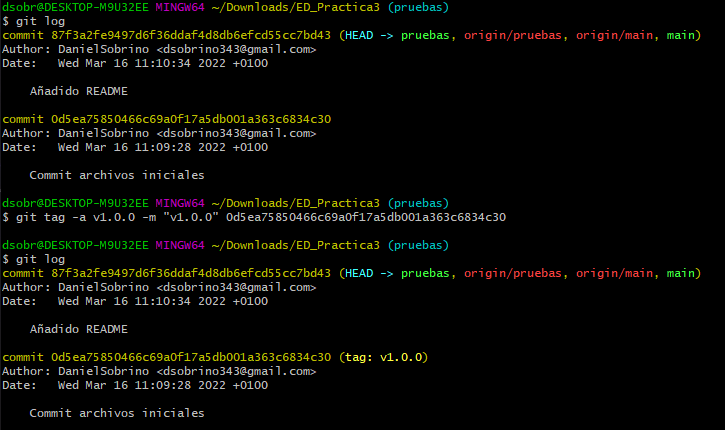 dsobr@DESKTOP-M9U32EE MINGW64 ~/Downloads/ED_Practica3 (pruebas)
$ git log
commit 87f3a2fe9497d6f36ddaf4d8db6efcd55cc7bd43 (HEAD -> pruebas, origin/pruebas, origin/main, main)
Author: DanielSobrino <dsobrino343@gmail.com>
Date:   Wed Mar 16 11:10:34 2022 +0100

    Añadido README

commit 0d5ea75850466c69a0f17a5db001a363c6834c30
Author: DanielSobrino <dsobrino343@gmail.com>
Date:   Wed Mar 16 11:09:28 2022 +0100

    Commit archivos iniciales

dsobr@DESKTOP-M9U32EE MINGW64 ~/Downloads/ED_Practica3 (pruebas)
$ git tag -a v1.0.0 -m "v1.0.0" 0d5ea75850466c69a0f17a5db001a363c6834c30

dsobr@DESKTOP-M9U32EE MINGW64 ~/Downloads/ED_Practica3 (pruebas)
$ git log
commit 87f3a2fe9497d6f36ddaf4d8db6efcd55cc7bd43 (HEAD -> pruebas, origin/pruebas, origin/main, main)
Author: DanielSobrino <dsobrino343@gmail.com>
Date:   Wed Mar 16 11:10:34 2022 +0100

    Añadido README

commit 0d5ea75850466c69a0f17a5db001a363c6834c30 (tag: v1.0.0)
Author: DanielSobrino <dsobrino343@gmail.com>
Date:   Wed Mar 16 11:09:28 2022 +0100

    Commit archivos iniciales